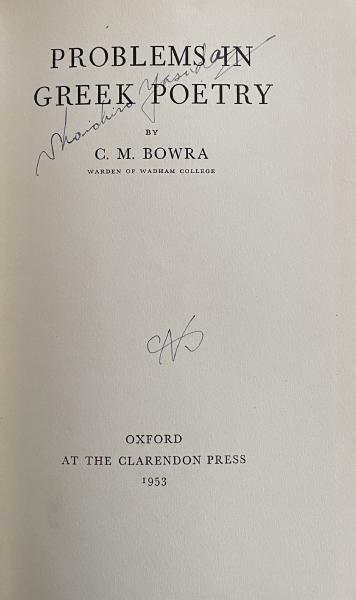 PROBLEMS IN
GREEK POETRY
BY
C. M. BOWRA
WARDEN OF WADHAM COLLEGE
OXFORD
AT THE CLARENDON PRESS
1953